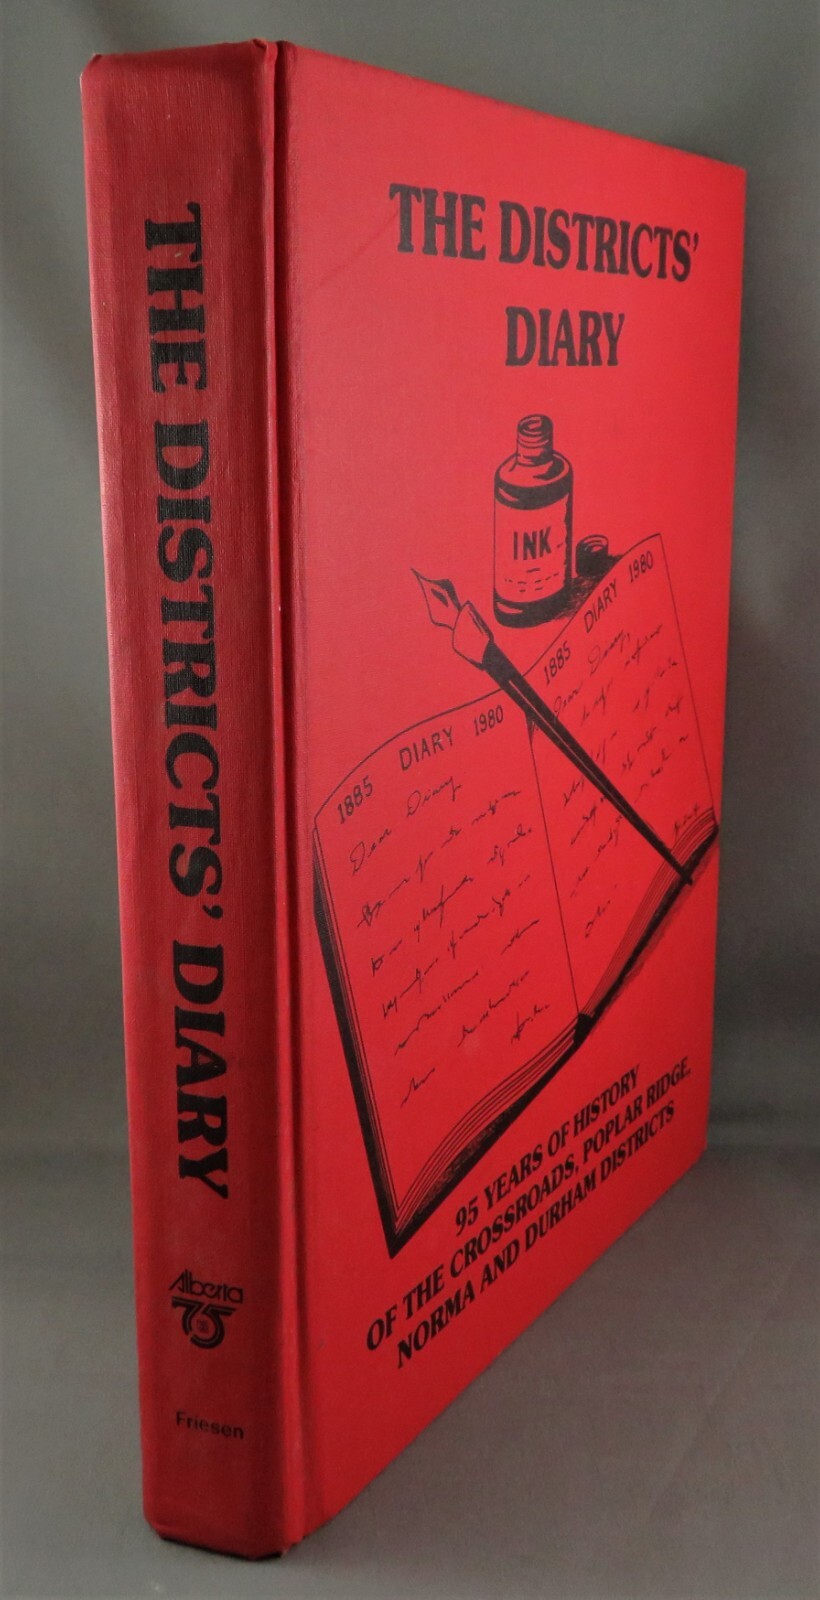 THE DISTRICTS' DIARY
Alberta
75
Friesen
THE DISTRICTS'
DIARY
INK
1885 DIARY 1980
Dear Diary,
1885 DIARY 1980
Dear Diary,
95 YEARS OF HISTORY
OF THE CROSSROADS, POPLAR RIDGE,
NORMA AND DURHAM DISTRICTS